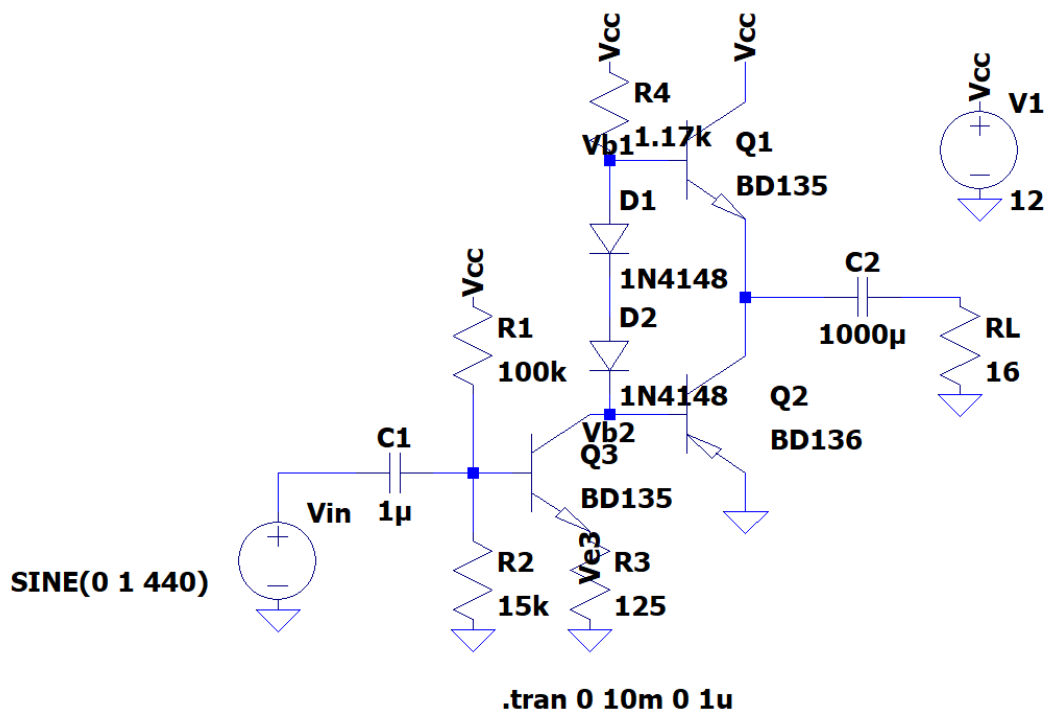 Vcc
Vcc
R4
1.17k
Vb1
Q1
BD135
Vcc
V1
12
D1
1N4148
D2
1N4148
Vcc
R1
100k
C2
1000µ
RL
16
Vb2
Q3
BD135
Q2
BD136
C1
1µ
Vin
SINE(0 1 440)
R2
15k
Ve3
R3
125
.tran 0 10m 0 1u